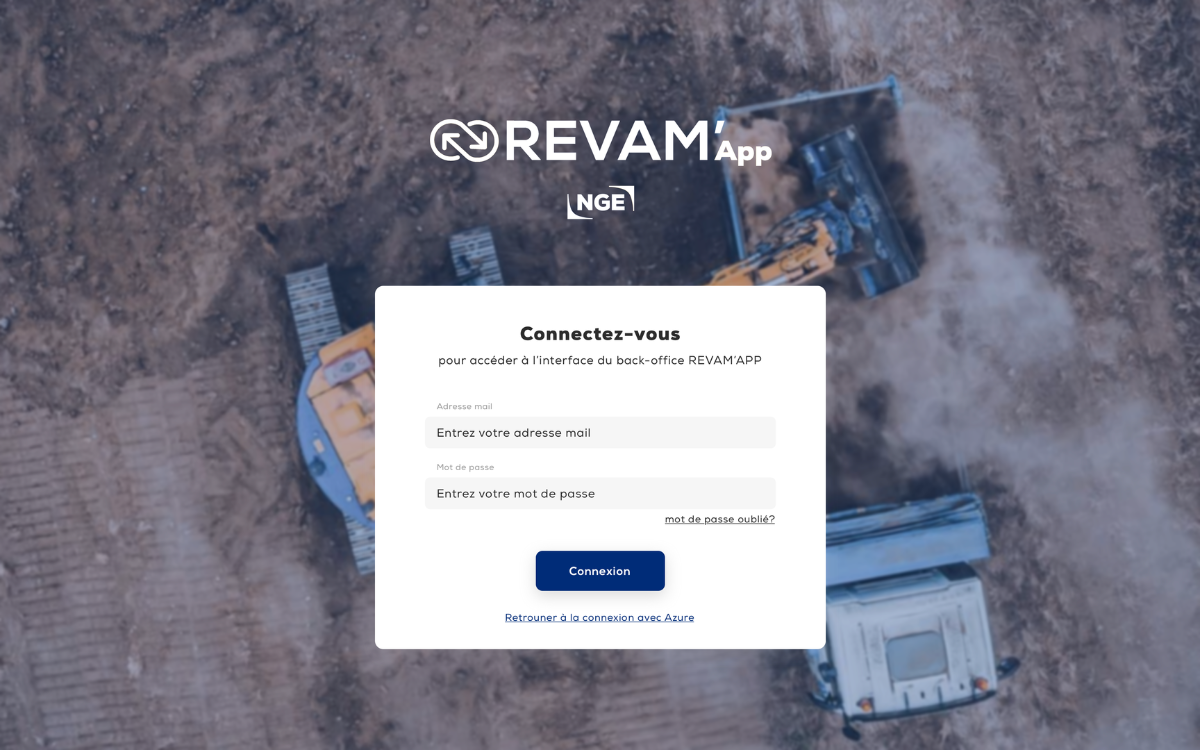 REVAM'App
NGE
Connectez-vous
pour accéder à l'interface du back-office REVAM'APP
Adresse mail
Entrez votre adresse mail
Mot de passe
Entrez votre mot de passe
mot de passe oublié?
Connexion
Retrouner à la connexion avec Azure